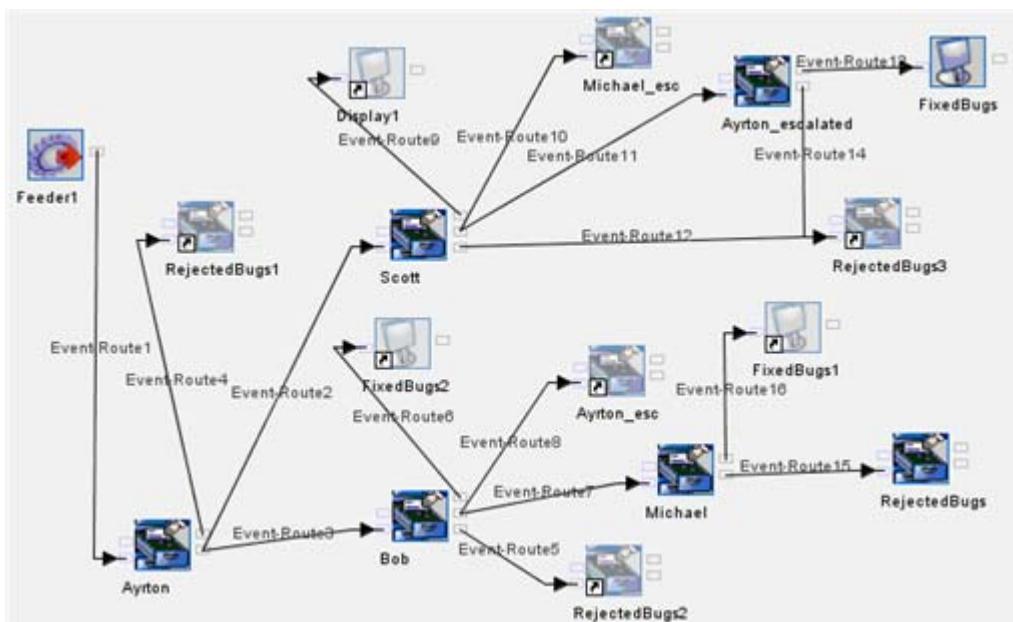 Michael_esc
Event-Route13
FixedBugs
Display1
Ayrton_escalated
Event-Route9
Event-Route10
Event-Route11
Event-Route14
Feeder1
RejectedBugs1
Scott
Event-Route12
RejectedBugs3
Event-Route1
Event-Route4
Event-Route2
FixedBugs2
FixedBugs1
Event-Route6
Ayrton_esc
Event-Route16
Event-Route8
Event-Route7
Event-Route15
Michael
RejectedBugs
Event-Route3
Event-Route5
Ayrton
Bob
RejectedBugs2